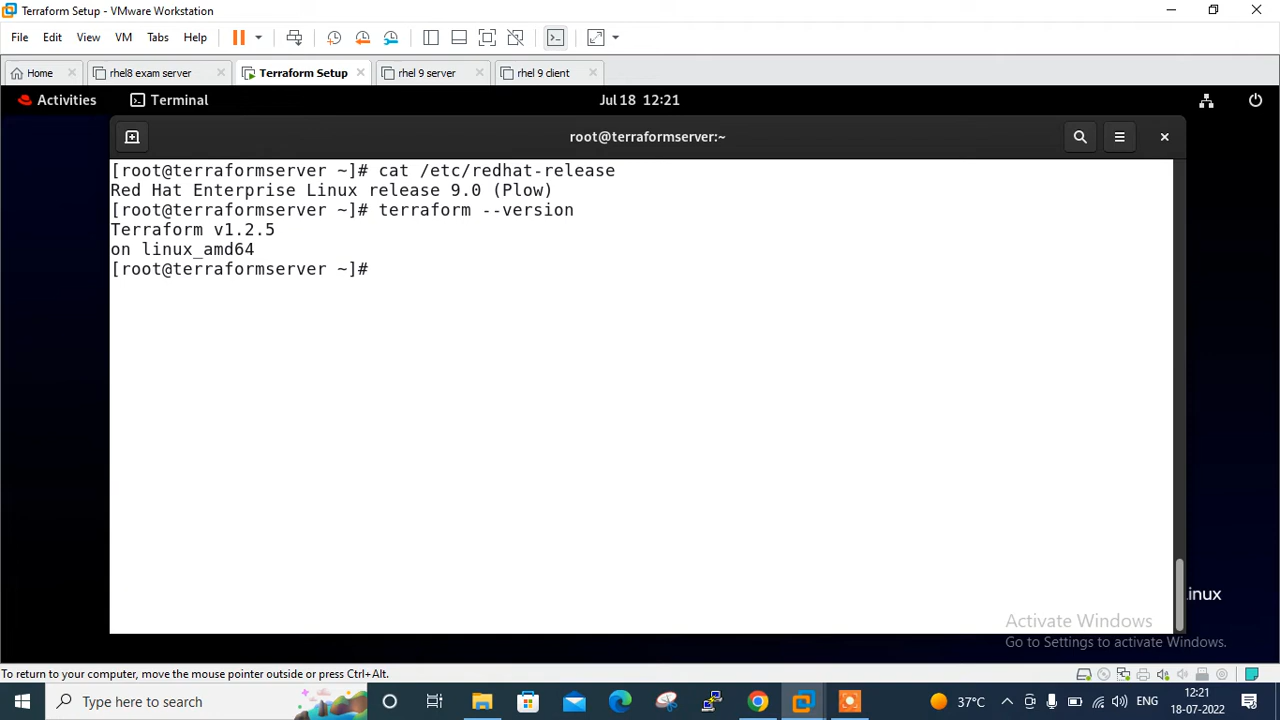 Terraform Setup - VMware Workstation
File Edit View VM Tabs Help
Home rhel8 exam server Terraform Setup rhel 9 server rhel 9 client
Activities Terminal Jul 18 12:21
root@terraformserver:~
[root@terraformserver ~]# cat /etc/redhat-release
Red Hat Enterprise Linux release 9.0 (Plow)
[root@terraformserver ~]# terraform --version
Terraform v1.2.5
on linux_amd64
[root@terraformserver ~]#
inux
Activate Windows
Go to Settings to activate Windows.
To return to your computer, move the mouse pointer outside or press Ctrl+Alt.
Type here to search 37°C ENG 12:21
18-07-2022